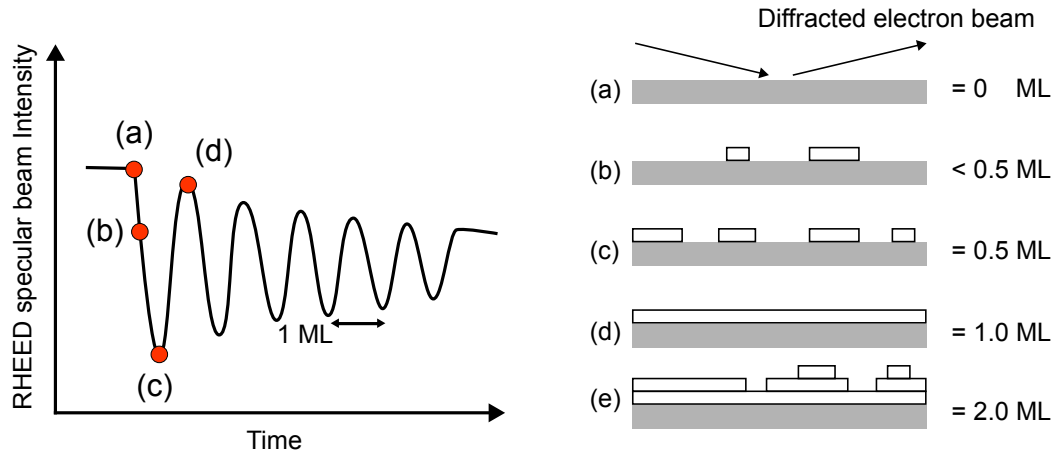 RHEED specular beam Intensity
(a)
(d)
(b)
1 ML
(c)
Time
Diffracted electron beam
(a) = 0 ML
(b) < 0.5 ML
(c) = 0.5 ML
(d) = 1.0 ML
(e) = 2.0 ML